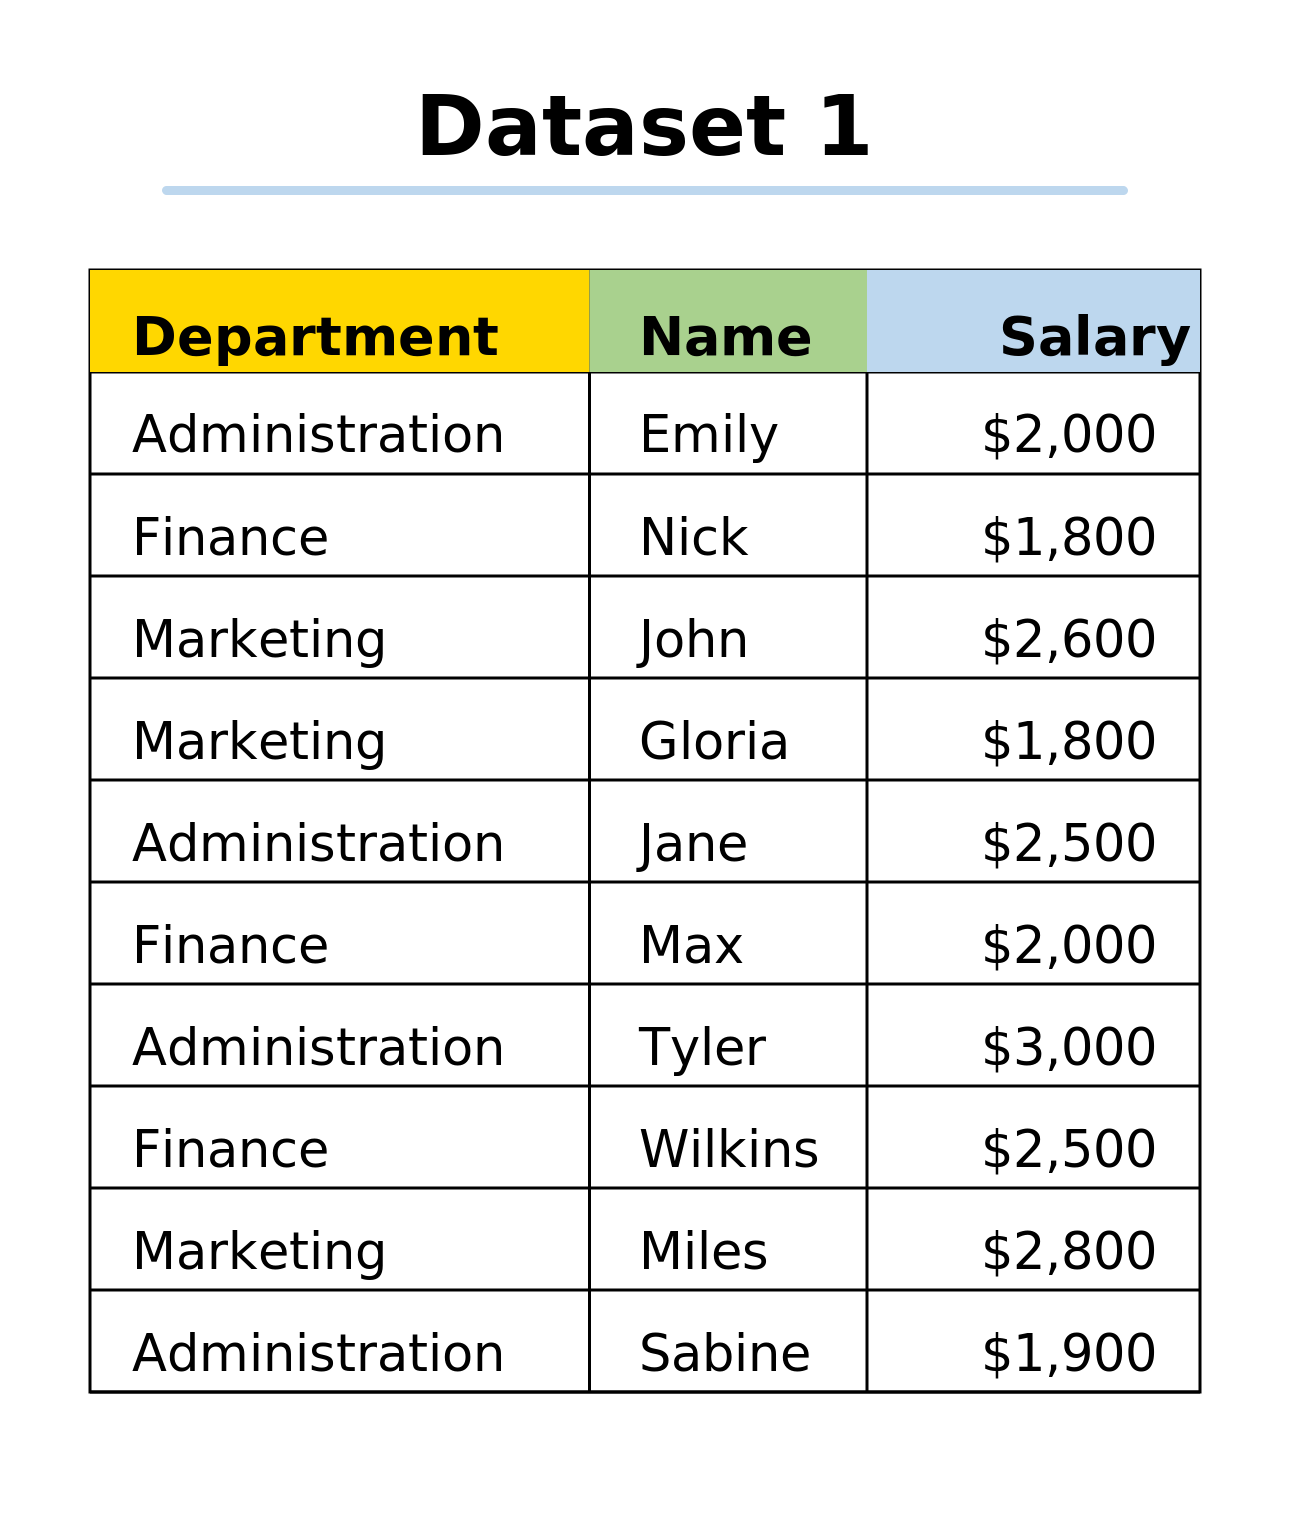 Dataset 1
Department Name Salary
Administration Emily $2,000
Finance Nick $1,800
Marketing John $2,600
Marketing Gloria $1,800
Administration Jane $2,500
Finance Max $2,000
Administration Tyler $3,000
Finance Wilkins $2,500
Marketing Miles $2,800
Administration Sabine $1,900